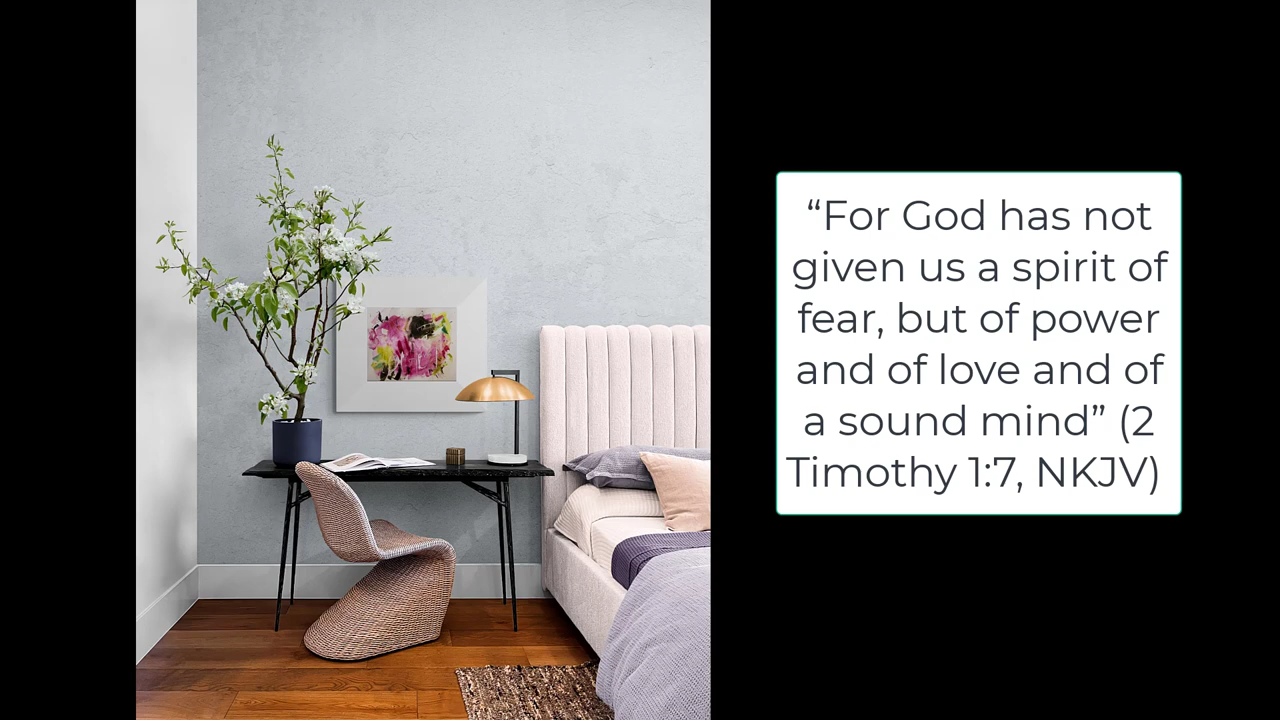 “For God has not
given us a spirit of
fear, but of power
and of love and of
a sound mind” (2
Timothy 1:7, NKJV)